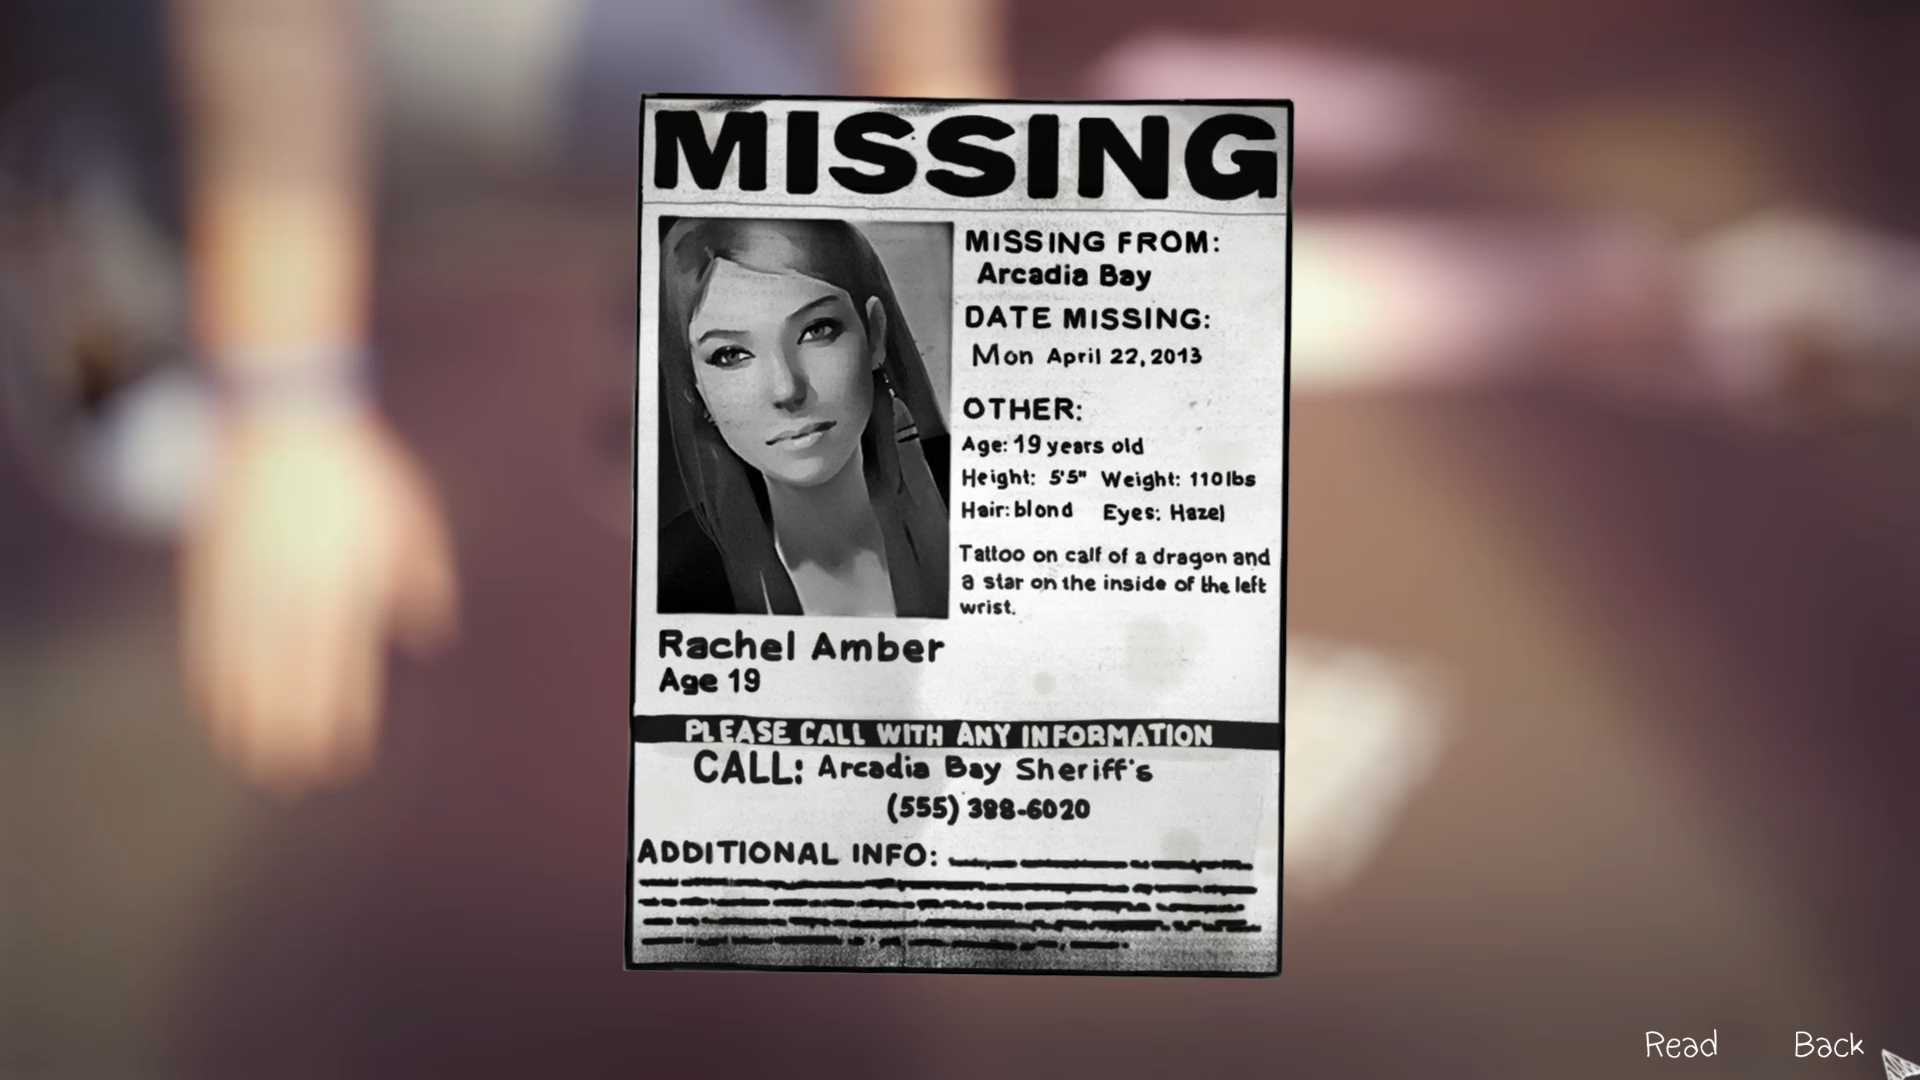 MISSING
MISSING FROM:
Arcadia Bay
DATE MISSING:
Mon April 22, 2013
OTHER:
Age: 19 years old
Height: 5'5" Weight: 110 lbs
Hair: blond Eyes: Hazel
Tattoo on calf of a dragon and
a star on the inside of the left
wrist.
Rachel Amber
Age 19
PLEASE CALL WITH ANY INFORMATION
CALL: Arcadia Bay Sheriff's
(555) 388-6020
ADDITIONAL INFO:
Read Back